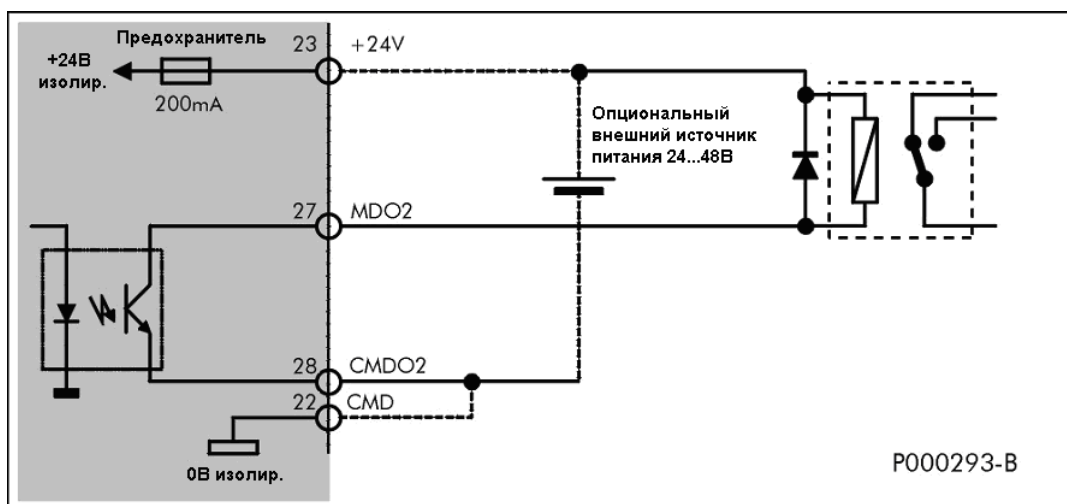 Предохранитель
23
+24V
+24В
изолир.
200mA
Опциональный
внешний источник
питания 24...48В
27
MDO2
28
CMDO2
22
CMD
0В изолир.
P000293-B